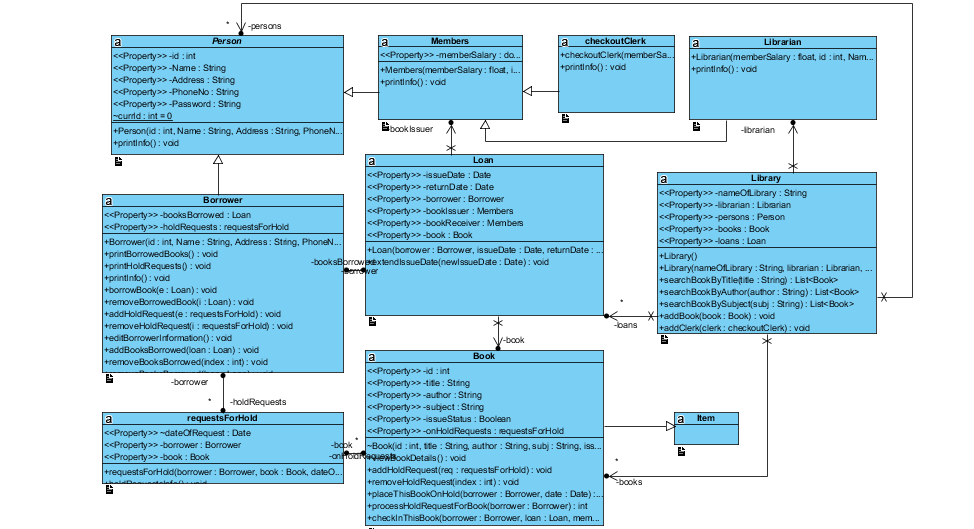 * -persons
a Person
<<Property>> -id : int
<<Property>> -Name : String
<<Property>> -Address : String
<<Property>> -PhoneNo : String
<<Property>> -Password : String
~currId : int = 0
+Person(id : int, Name : String, Address : String, PhoneN...
+printInfo() : void
a Members
<<Property>> -memberSalary : do...
+Members(memberSalary : float, i...
+printInfo() : void
a checkoutClerk
+checkoutClerk(memberSa...
+printInfo() : void
a Librarian
+Librarian(memberSalary : float, id : int, Nam...
+printInfo() : void
-bookIssuer
-librarian
a Borrower
<<Property>> -booksBorrowed : Loan
<<Property>> -holdRequests : requestsForHold
+Borrower(id : int, Name : String, Address : String, PhoneN...
+printBorrowedBooks() : void
+printHoldRequests() : void
+printInfo() : void
+borrowBook(e : Loan) : void
+removeBorrowedBook(i : Loan) : void
+addHoldRequest(e : requestsForHold) : void
+removeHoldRequest(i : requestsForHold) : void
+editBorrowerInformation() : void
+addBooksBorrowed(loan : Loan) : void
+removeBooksBorrowed(index : int) : void
a Loan
<<Property>> -issueDate : Date
<<Property>> -returnDate : Date
<<Property>> -borrower : Borrower
<<Property>> -bookIssuer : Members
<<Property>> -bookReceiver : Members
<<Property>> -book : Book
+Loan(borrower : Borrower, issueDate : Date, returnDate : ...
+extendIssueDate(newIssueDate : Date) : void
-booksBorrowed
-borrower
a Library
<<Property>> -nameOfLibrary : String
<<Property>> -librarian : Librarian
<<Property>> -persons : Person
<<Property>> -books : Book
<<Property>> -loans : Loan
+Library()
+Library(nameOfLibrary : String, librarian : Librarian, ...
+searchBookByTitle(title : String) : List<Book>
+searchBookByAuthor(author : String) : List<Book>
+searchBookBySubject(subj : String) : List<Book>
+addBook(book : Book) : void
+addClerk(clerk : checkoutClerk) : void
*
-loans
-book
-borrower
* -holdRequests
a requestsForHold
<<Property>> ~dateOfRequest : Date
<<Property>> -borrower : Borrower
<<Property>> -book : Book
+requestsForHold(borrower : Borrower, book : Book, dateO...
+holdRequestInfo() : void
-book *
-onHoldRequests
a Book
<<Property>> -id : int
<<Property>> -title : String
<<Property>> -author : String
<<Property>> -subject : String
<<Property>> -issueStatus : Boolean
<<Property>> -onHoldRequests : requestsForHold
~Book(id : int, title : String, author : String, subj : String, iss...
+viewBookDetails() : void
+addHoldRequest(req : requestsForHold) : void
+removeHoldRequest(index : int) : void
+placeThisBookOnHold(borrower : Borrower, date : Date) :...
+processHoldRequestForBook(borrower : Borrower) : int
+checkInThisBook(borrower : Borrower, loan : Loan, mem...
a Item
*
-books